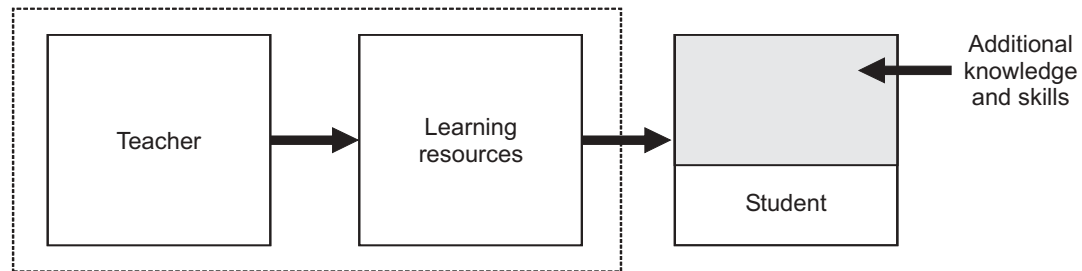 Teacher
Learning
resources
Student
Additional
knowledge
and skills